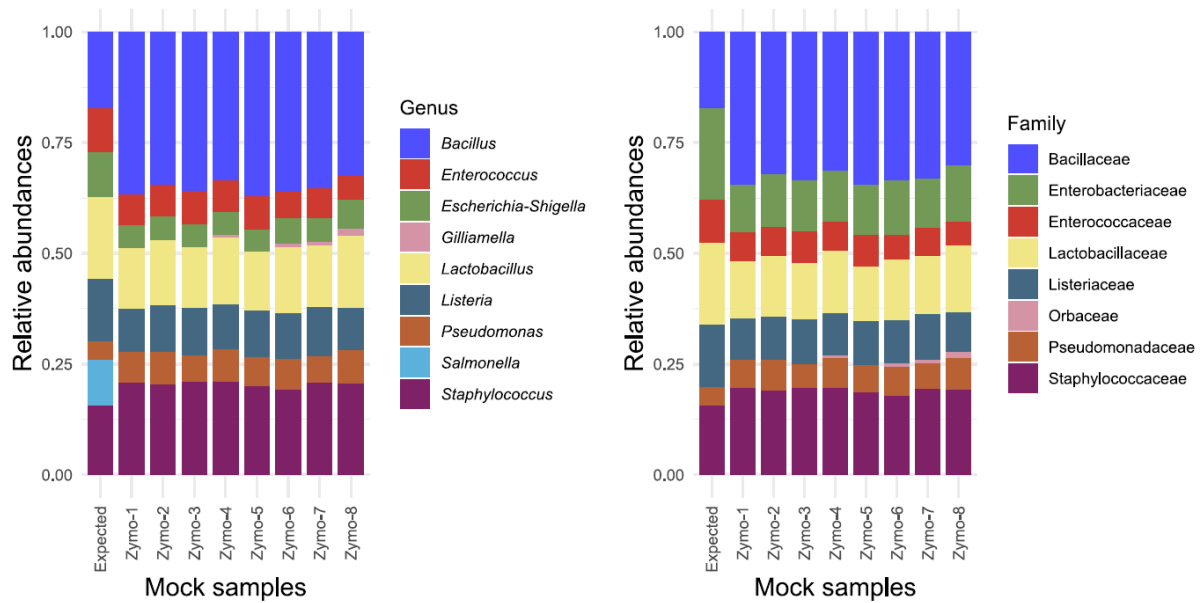 1.00
0.75
0.50
0.25
0.00
Relative abundances
Expected
Zymo-1
Zymo-2
Zymo-3
Zymo-4
Zymo-5
Zymo-6
Zymo-7
Zymo-8
Mock samples
Genus
Bacillus
Enterococcus
Escherichia-Shigella
Gilliamella
Lactobacillus
Listeria
Pseudomonas
Salmonella
Staphylococcus
1.00
0.75
0.50
0.25
0.00
Relative abundances
Expected
Zymo-1
Zymo-2
Zymo-3
Zymo-4
Zymo-5
Zymo-6
Zymo-7
Zymo-8
Mock samples
Family
Bacillaceae
Enterobacteriaceae
Enterococcaceae
Lactobacillaceae
Listeriaceae
Orbaceae
Pseudomonadaceae
Staphylococcaceae